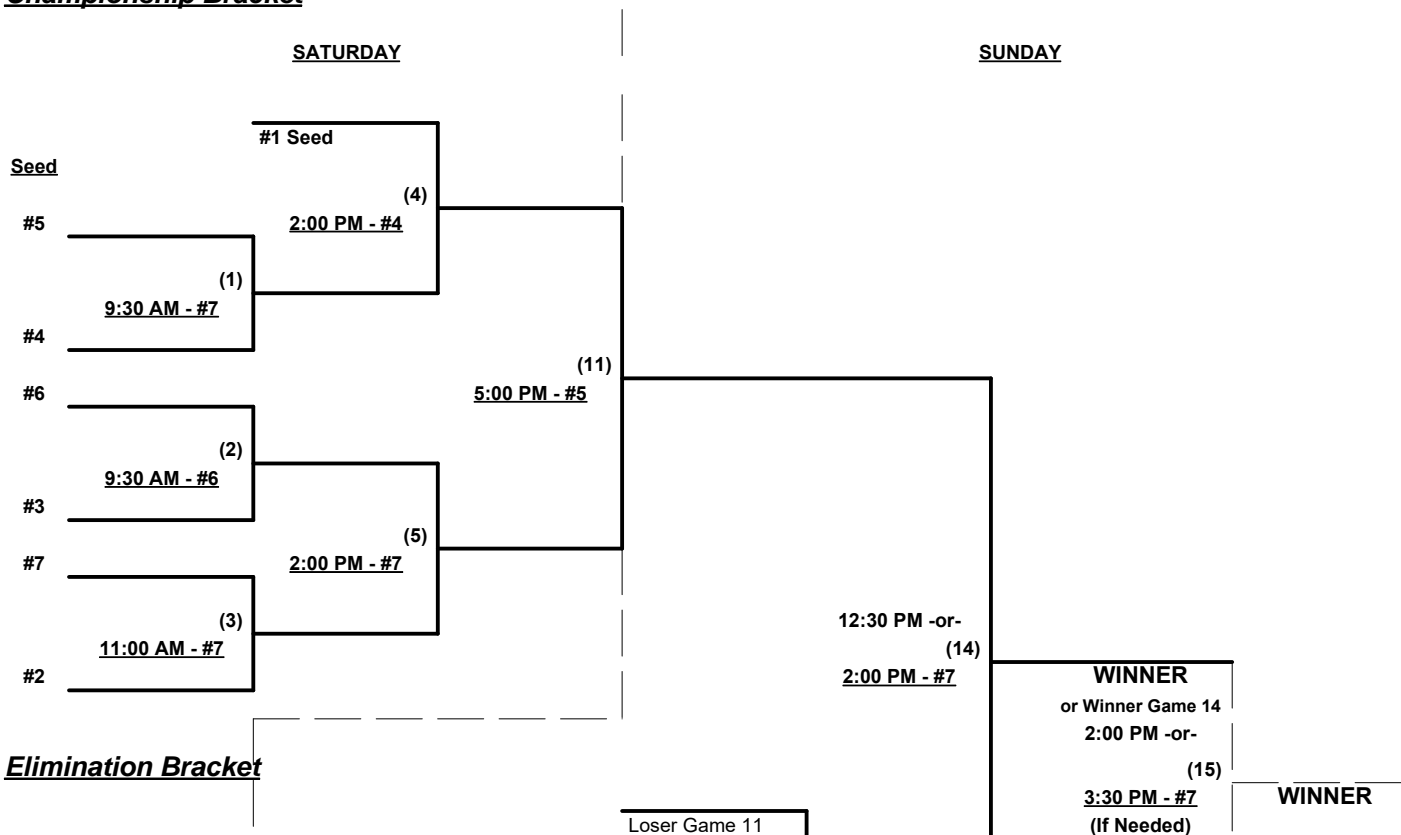 Championship Bracket
SATURDAY
SUNDAY
#1 Seed
Seed
(4)
#5
2:00 PM - #4
(1)
9:30 AM - #7
#4
(11)
#6
5:00 PM - #5
(2)
9:30 AM - #6
#3
(5)
#7
2:00 PM - #7
(3)
12:30 PM -or-
11:00 AM - #7
(14)
#2
2:00 PM - #7
WINNER
or Winner Game 14
2:00 PM -or-
Elimination Bracket
(15)
3:30 PM - #7
WINNER
Loser Game 11
(If Needed)